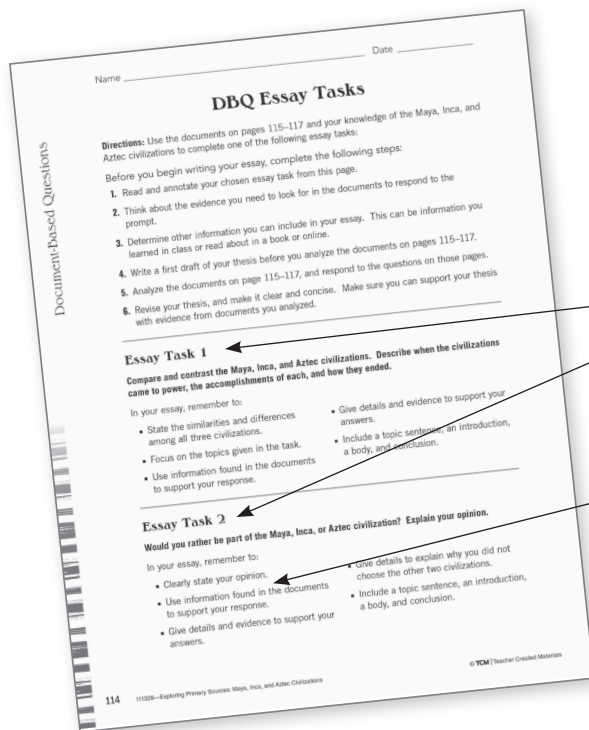 Name
Date
DBQ Essay Tasks
Directions: Use the documents on pages 115–117 and your knowledge of the Maya, Inca, and
Aztec civilizations to complete one of the following essay tasks:
Before you begin writing your essay, complete the following steps:
1. Read and annotate your chosen essay task from this page.
2. Think about the evidence you need to look for in the documents to respond to the
prompt.
3. Determine other information you can include in your essay. This can be information you
learned in class or read about in a book or online.
4. Write a first draft of your thesis before you analyze the documents on pages 115–117.
5. Analyze the documents on page 115–117, and respond to the questions on those pages.
6. Revise your thesis, and make it clear and concise. Make sure you can support your thesis
with evidence from documents you analyzed.
Essay Task 1
Compare and contrast the Maya, Inca, and Aztec civilizations. Describe when the civilizations
came to power, the accomplishments of each, and how they ended.
In your essay, remember to:
▪ State the similarities and differences
among all three civilizations.
▪ Focus on the topics given in the task.
▪ Use information found in the documents
to support your response.
▪ Give details and evidence to support your
answers.
▪ Include a topic sentence, an introduction,
a body, and conclusion.
Essay Task 2
Would you rather be part of the Maya, Inca, or Aztec civilization? Explain your opinion.
In your essay, remember to:
▪ Clearly state your opinion.
▪ Use information found in the documents
to support your response.
▪ Give details and evidence to support your
answers.
▪ Give details to explain why you did not
choose the other two civilizations.
▪ Include a topic sentence, an introduction,
a body, and conclusion.
Document-Based Questions
114 111328—Exploring Primary Sources: Maya, Inca, and Aztec Civilizations
© TCM | Teacher Created Materials